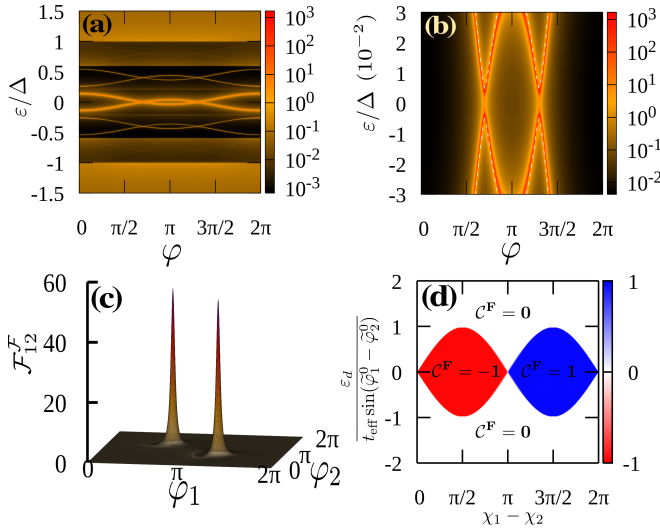 (a)
1.5
1
0.5
0
-0.5
-1
-1.5
ε/Δ
0 π/2 π 3π/2 2π
φ
10³
10²
10¹
10⁰
10⁻¹
10⁻²
10⁻³
(b)
3
2
1
0
-1
-2
-3
ε/Δ (10⁻²)
0 π/2 π 3π/2 2π
φ
10³
10²
10¹
10⁰
10⁻¹
10⁻²
(c)
60
40
20
0
ℱ₁₂^ℱ
0 π 2π
φ₁
0 π 2π
φ₂
(d)
2
1
0
-1
-2
ε_d / t_eff sin(φ̃₁⁰ − φ̃₂⁰)
𝒞^F = 0
𝒞^F = -1
𝒞^F = 1
𝒞^F = 0
0 π/2 π 3π/2 2π
χ₁ − χ₂
1
0
-1